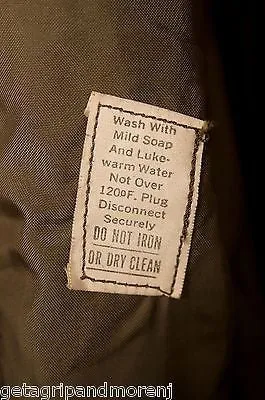 Wash With
Mild Soap
And Luke-
warm Water
Not Over
120ºF. Plug
Disconnect
Securely
DO NOT IRON
OR DRY CLEAN
getagripandmorenj